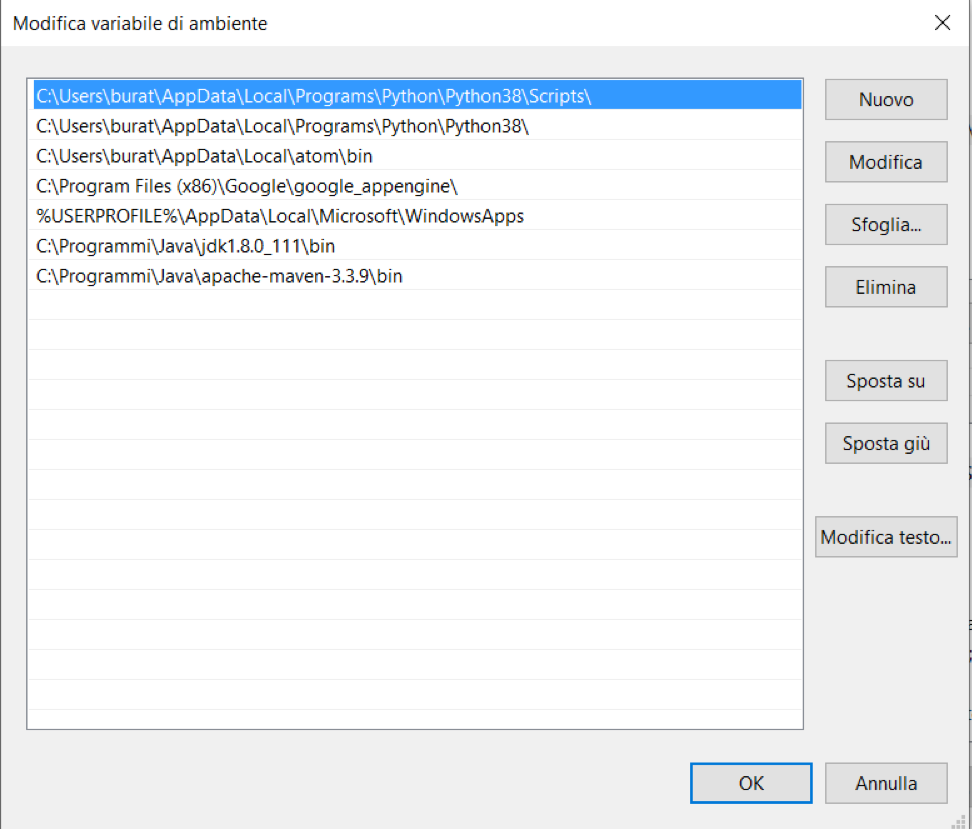 Modifica variabile di ambiente
C:\Users\burat\AppData\Local\Programs\Python\Python38\Scripts\
C:\Users\burat\AppData\Local\Programs\Python\Python38\
C:\Users\burat\AppData\Local\atom\bin
C:\Program Files (x86)\Google\google_appengine\
%USERPROFILE%\AppData\Local\Microsoft\WindowsApps
C:\Programmi\Java\jdk1.8.0_111\bin
C:\Programmi\Java\apache-maven-3.3.9\bin
Nuovo
Modifica
Sfoglia...
Elimina
Sposta su
Sposta giù
Modifica testo...
OK
Annulla